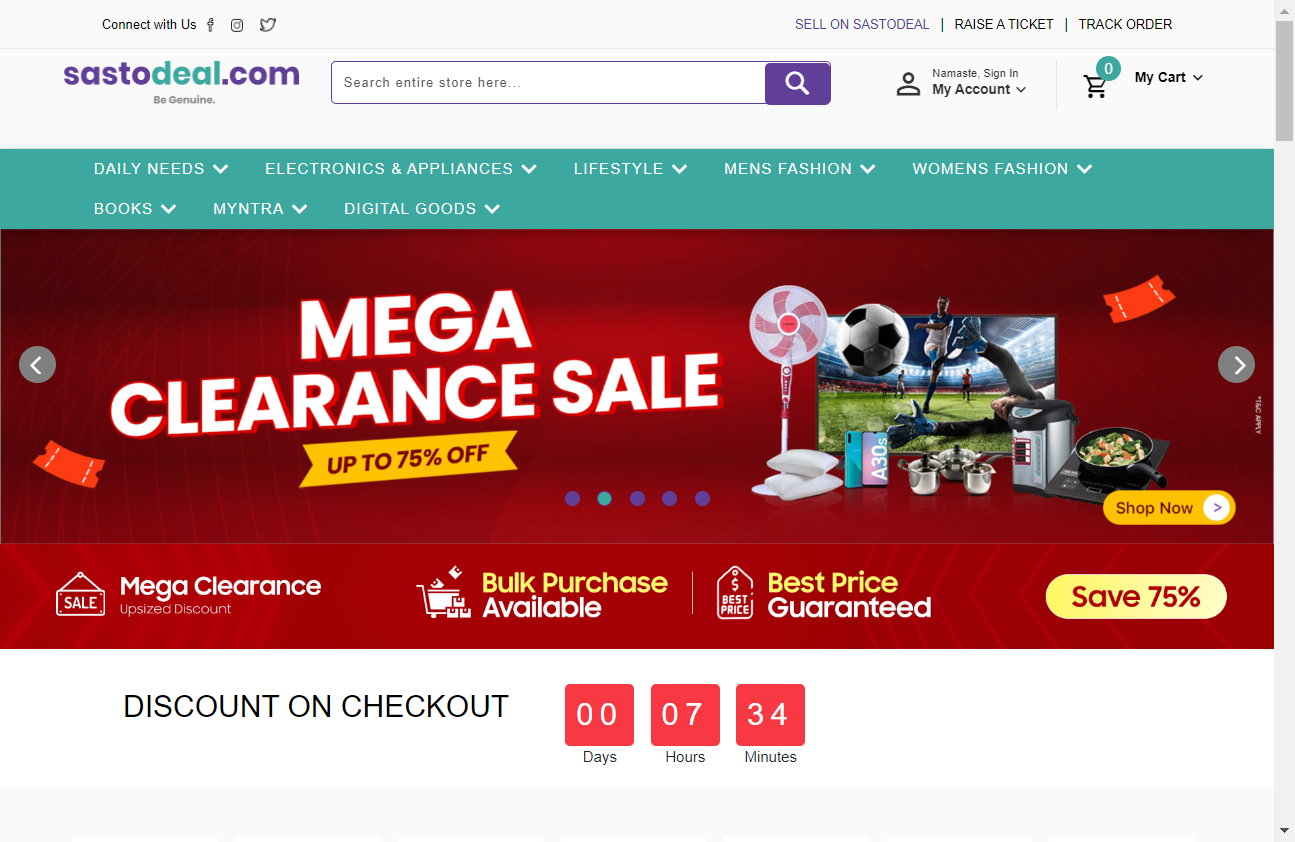 Connect with Us
SELL ON SASTODEAL | RAISE A TICKET | TRACK ORDER
sastodeal.com
Be Genuine.
Search entire store here...
Namaste, Sign In
My Account
0
My Cart
DAILY NEEDS
ELECTRONICS & APPLIANCES
LIFESTYLE
MENS FASHION
WOMENS FASHION
BOOKS
MYNTRA
DIGITAL GOODS
MEGA
CLEARANCE SALE
UP TO 75% OFF
A30s
*T&C APPLY
Shop Now >
SALE
Mega Clearance
Upsized Discount
Bulk Purchase
Available
BEST
PRICE
Best Price
Guaranteed
Save 75%
DISCOUNT ON CHECKOUT
00 07 34
Days Hours Minutes